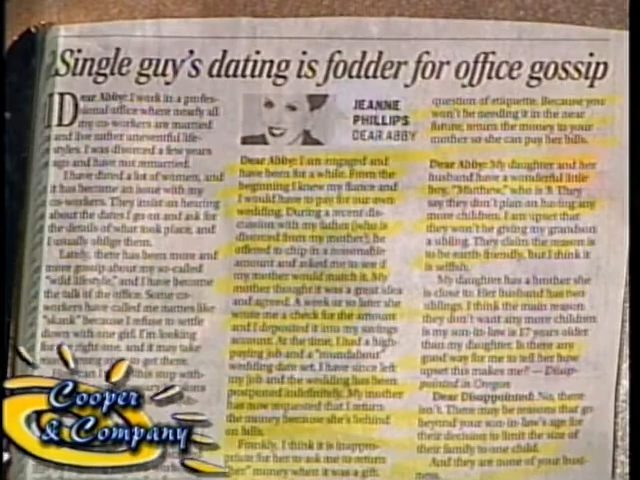 Single guy's dating is fodder for office gossip
Dear Abby: I work in a profes-
sional office where nearly all
my co-workers are married
and live rather uneventful life-
styles. I was divorced a few years
ago and have not remarried.
I have dated a lot of women, and
it has become an issue with my
co-workers. They insist on hearing
about the dates I go on and ask for
the details of what took place, and
I usually oblige them.
Lately, there has been more and
more gossip about my so-called
"wild lifestyle," and I have become
the talk of the office. Some co-
workers have called me names like
because I refuse to settle
down with one girl. I'm looking
for the right one, and it may take
get there.
can I stop this with-
JEANNE
PHILLIPS
DEAR ABBY
Dear Abby: I am engaged and
have been for a while. From the
beginning I knew my fiance and
I would have to pay for our own
wedding. During a recent dis-
cussion with my father (who is
divorced from my mother), he
offered to chip in a reasonable
amount and asked me to see if
my mother would match it. My
mother thought it was a great idea
and agreed. A week or so later she
wrote me a check for the amount
and I deposited it into my savings
account. At the time, I had a high-
paying job and a
wedding date set. I have since left
my job and the wedding has been
postponed indefinitely. My mother
has now requested that I return
the money because she's behind
on bills.
Frankly, I think it is inappro-
priate for her to ask me to return
"her" money when it was a gift.
question of etiquette. Because you
won't be needing it in the near
future, return the money to your
mother so she can pay her bills.
Dear Abby: My daughter and her
husband have a wonderful little
boy, "Matthew," who is 3. They
say they don't plan on having any
more children. I am upset that
they won't be giving my grandson
a sibling. They claim the reason is
to be earth-friendly, but I think it
is selfish.
My daughter has a brother she
is close to. Her husband has two
siblings. I think the main reason
they don't want any more children
is my son-in-law is 17 years older
than my daughter. Is there any
good way for me to tell her how
upset this makes me? — Disap-
pointed in Oregon
Dear Disappointed: No, there
isn't. There may be reasons that go
beyond your son-in-law's age for
their decision to limit the size of
their family to one child.
And they are none of your busi-
ness.
Cooper
& Company